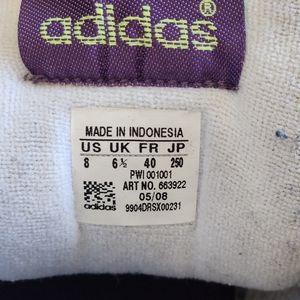 adidas®
MADE IN INDONESIA
US UK FR JP
8 6½ 40 250
PWI 001001
ART NO. 663922
05/08
adidas 9904DRSX00231